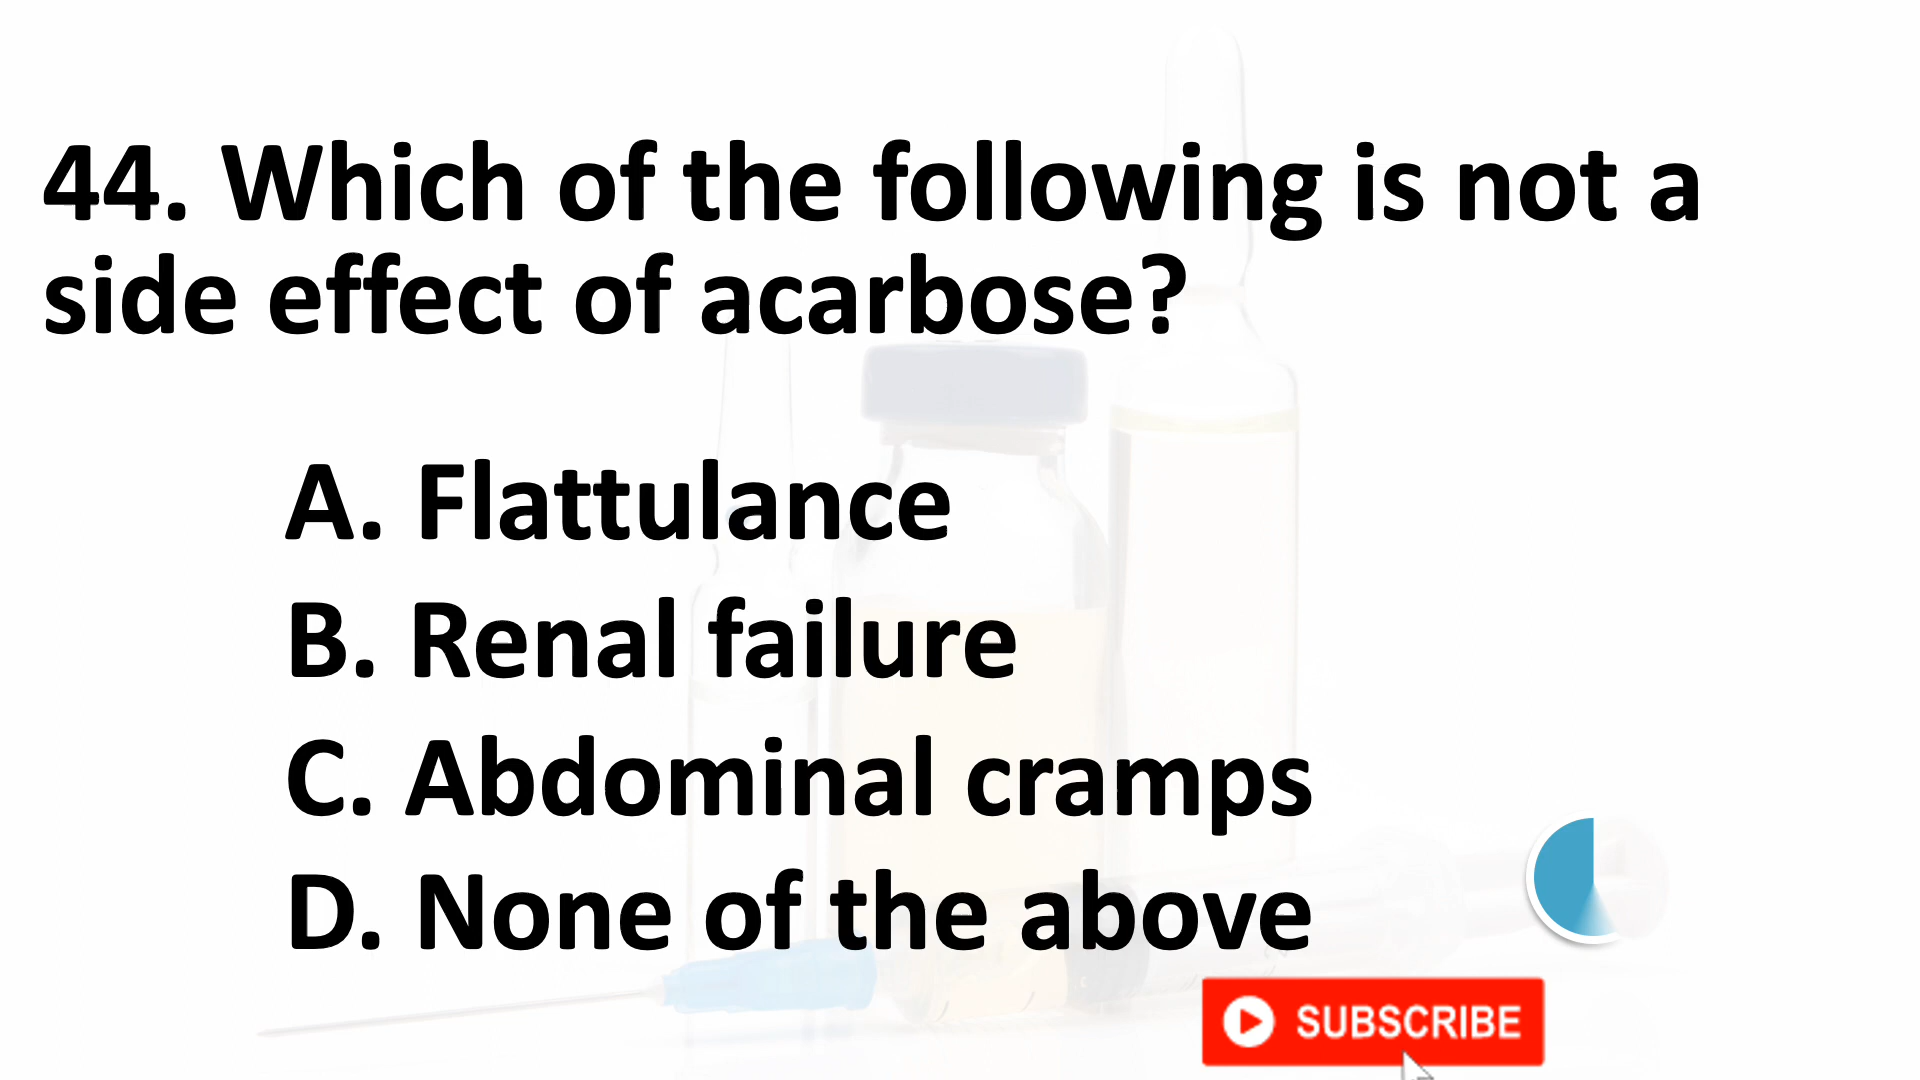 44. Which of the following is not a
side effect of acarbose?
A. Flattulance
B. Renal failure
C. Abdominal cramps
D. None of the above
SUBSCRIBE